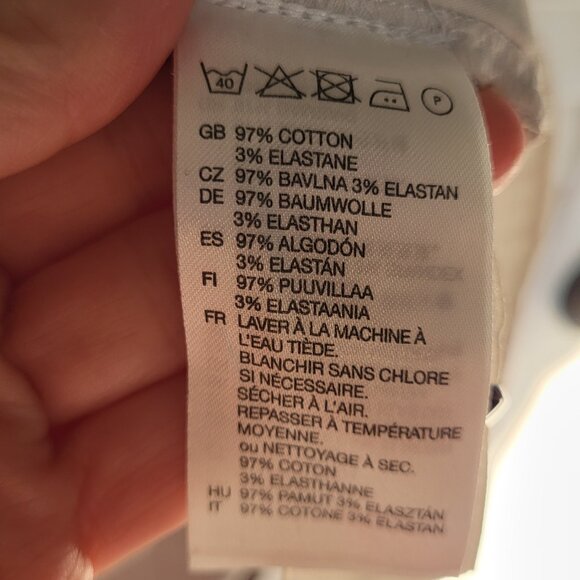 40 P
GB 97% COTTON
3% ELASTANE
CZ 97% BAVLNA 3% ELASTAN
DE 97% BAUMWOLLE
3% ELASTHAN
ES 97% ALGODÓN
3% ELASTÁN
FI 97% PUUVILLAA
3% ELASTAANIA
FR LAVER À LA MACHINE À
L'EAU TIÈDE.
BLANCHIR SANS CHLORE
SI NÉCESSAIRE.
SÉCHER À L'AIR.
REPASSER À TEMPÉRATURE
MOYENNE.
OU NETTOYAGE À SEC.
97% COTON
3% ELASTHANNE
HU 97% PAMUT 3% ELASZTÁN
IT 97% COTONE 3% ELASTAN